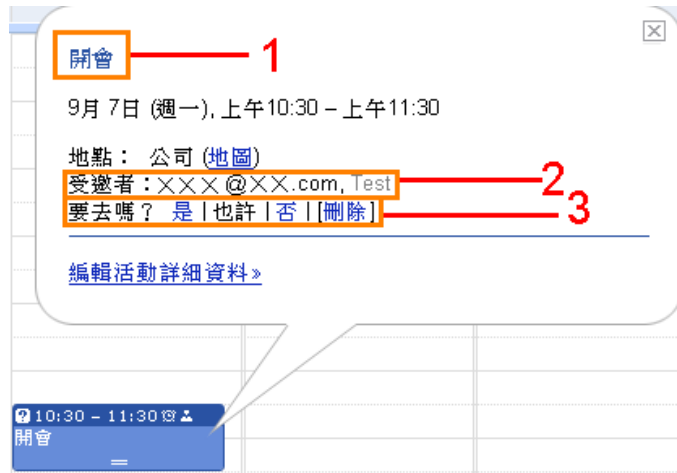 開會
1
9月 7日 (週一), 上午10:30 – 上午11:30
地點： 公司 (地圖)
受邀者：×××@××.com, Test
2
要去嗎？ 是 | 也許 | 否 | [刪除]
3
編輯活動詳細資料»
10:30 – 11:30
開會